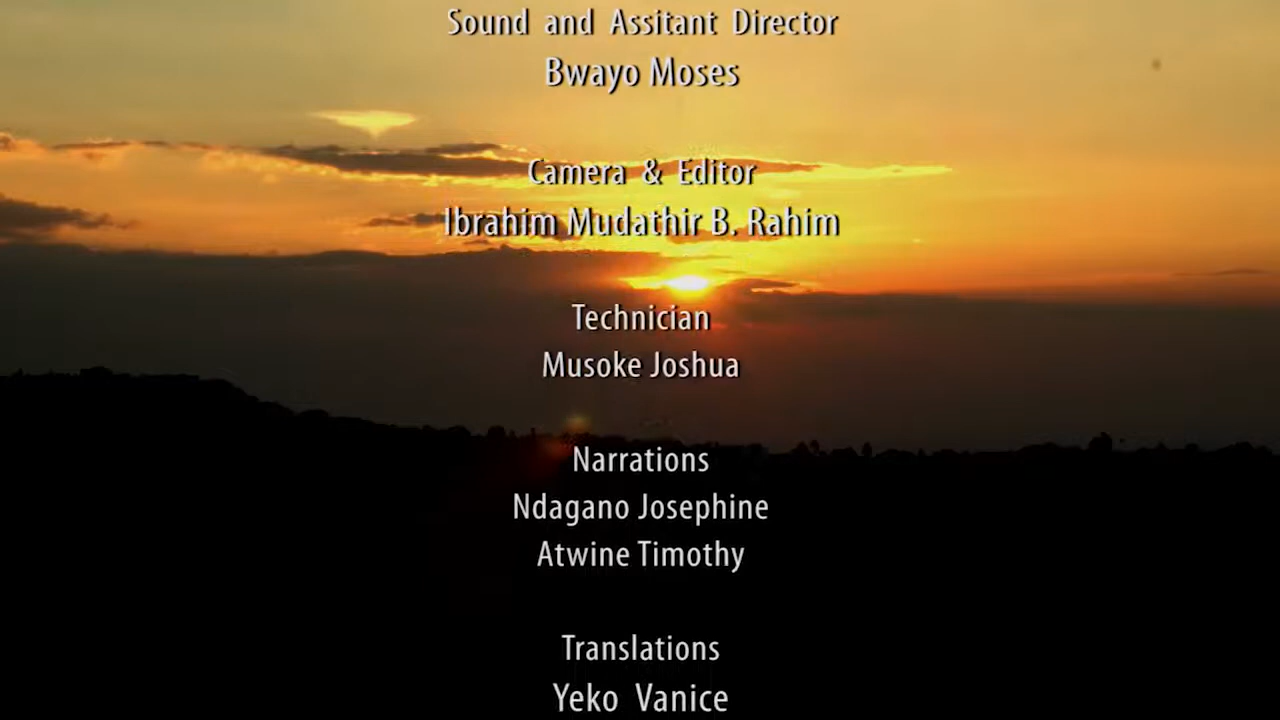 Sound and Assitant Director
Bwayo Moses
Camera & Editor
Ibrahim Mudathir B. Rahim
Technician
Musoke Joshua
Narrations
Ndagano Josephine
Atwine Timothy
Translations
Yeko Vanice